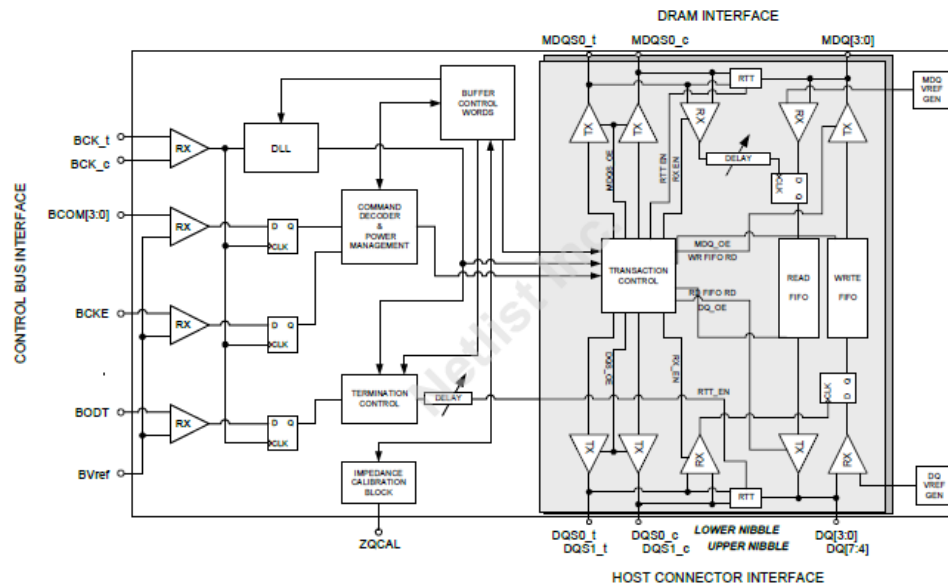 DRAM INTERFACE
MDQS0_t
MDQS0_c
MDQ[3:0]
CONTROL BUS INTERFACE
BCK_t
BCK_c
RX
DLL
BUFFER
CONTROL
WORDS
RTT
MDQ
VREF
GEN
TX
TX
RX
RX
TX
MDQS_OE
RTT EN
RX EN
DELAY
D Q
CLK
BCOM[3:0]
RX
D Q
CLK
COMMAND
DECODER
&
POWER
MANAGEMENT
TRANSACTION
CONTROL
MDQ_OE
WR FIFO RD
RD FIFO RD
DQ_OE
READ
FIFO
WRITE
FIFO
BCKE
RX
D Q
CLK
DQS_OE
RX_EN
RTT_EN
CLK
Q
D
BODT
RX
D Q
CLK
TERMINATION
CONTROL
DELAY
TX
TX
RX
TX
RX
BVref
IMPEDANCE
CALIBRATION
BLOCK
RTT
DQ
VREF
GEN
ZQCAL
DQS0_t
DQS1_t
DQS0_c
DQS1_c
LOWER NIBBLE
UPPER NIBBLE
DQ[3:0]
DQ[7:4]
HOST CONNECTOR INTERFACE
Netlist Inc.